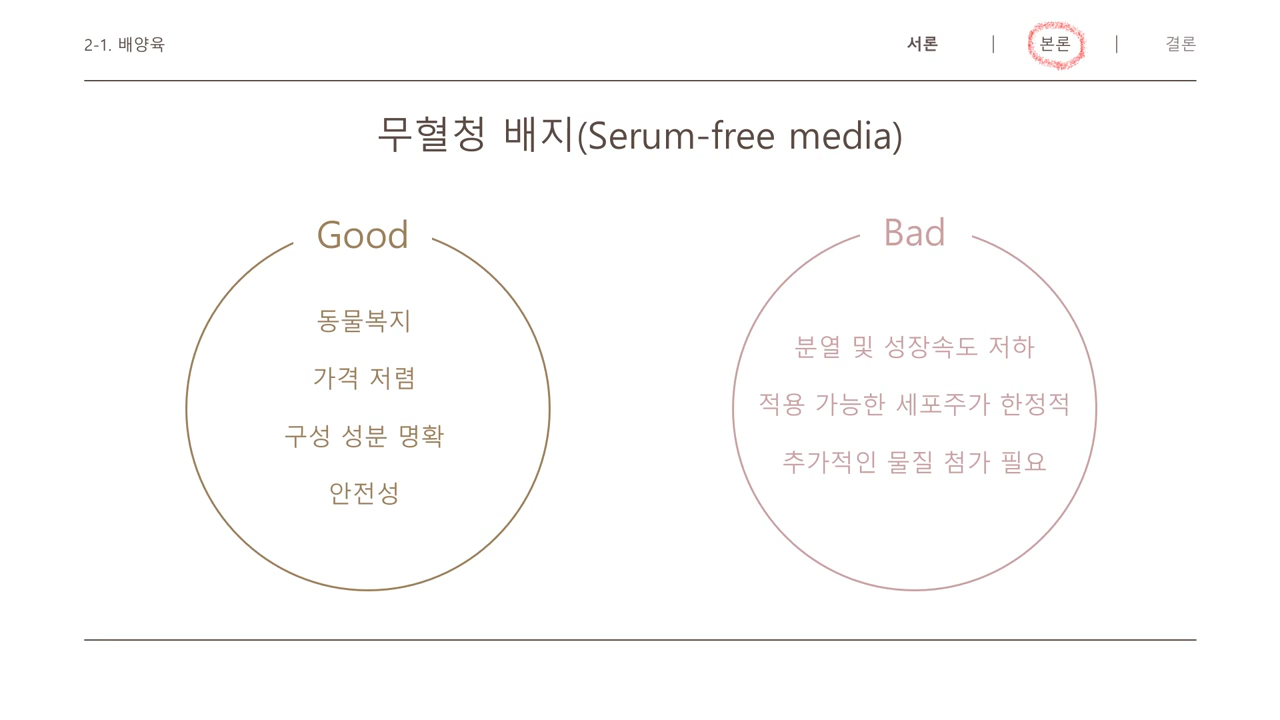 2-1. 배양육
서론 | 본론 | 결론
무혈청 배지(Serum-free media)
Good
동물복지
가격 저렴
구성 성분 명확
안전성
Bad
분열 및 성장속도 저하
적용 가능한 세포주가 한정적
추가적인 물질 첨가 필요